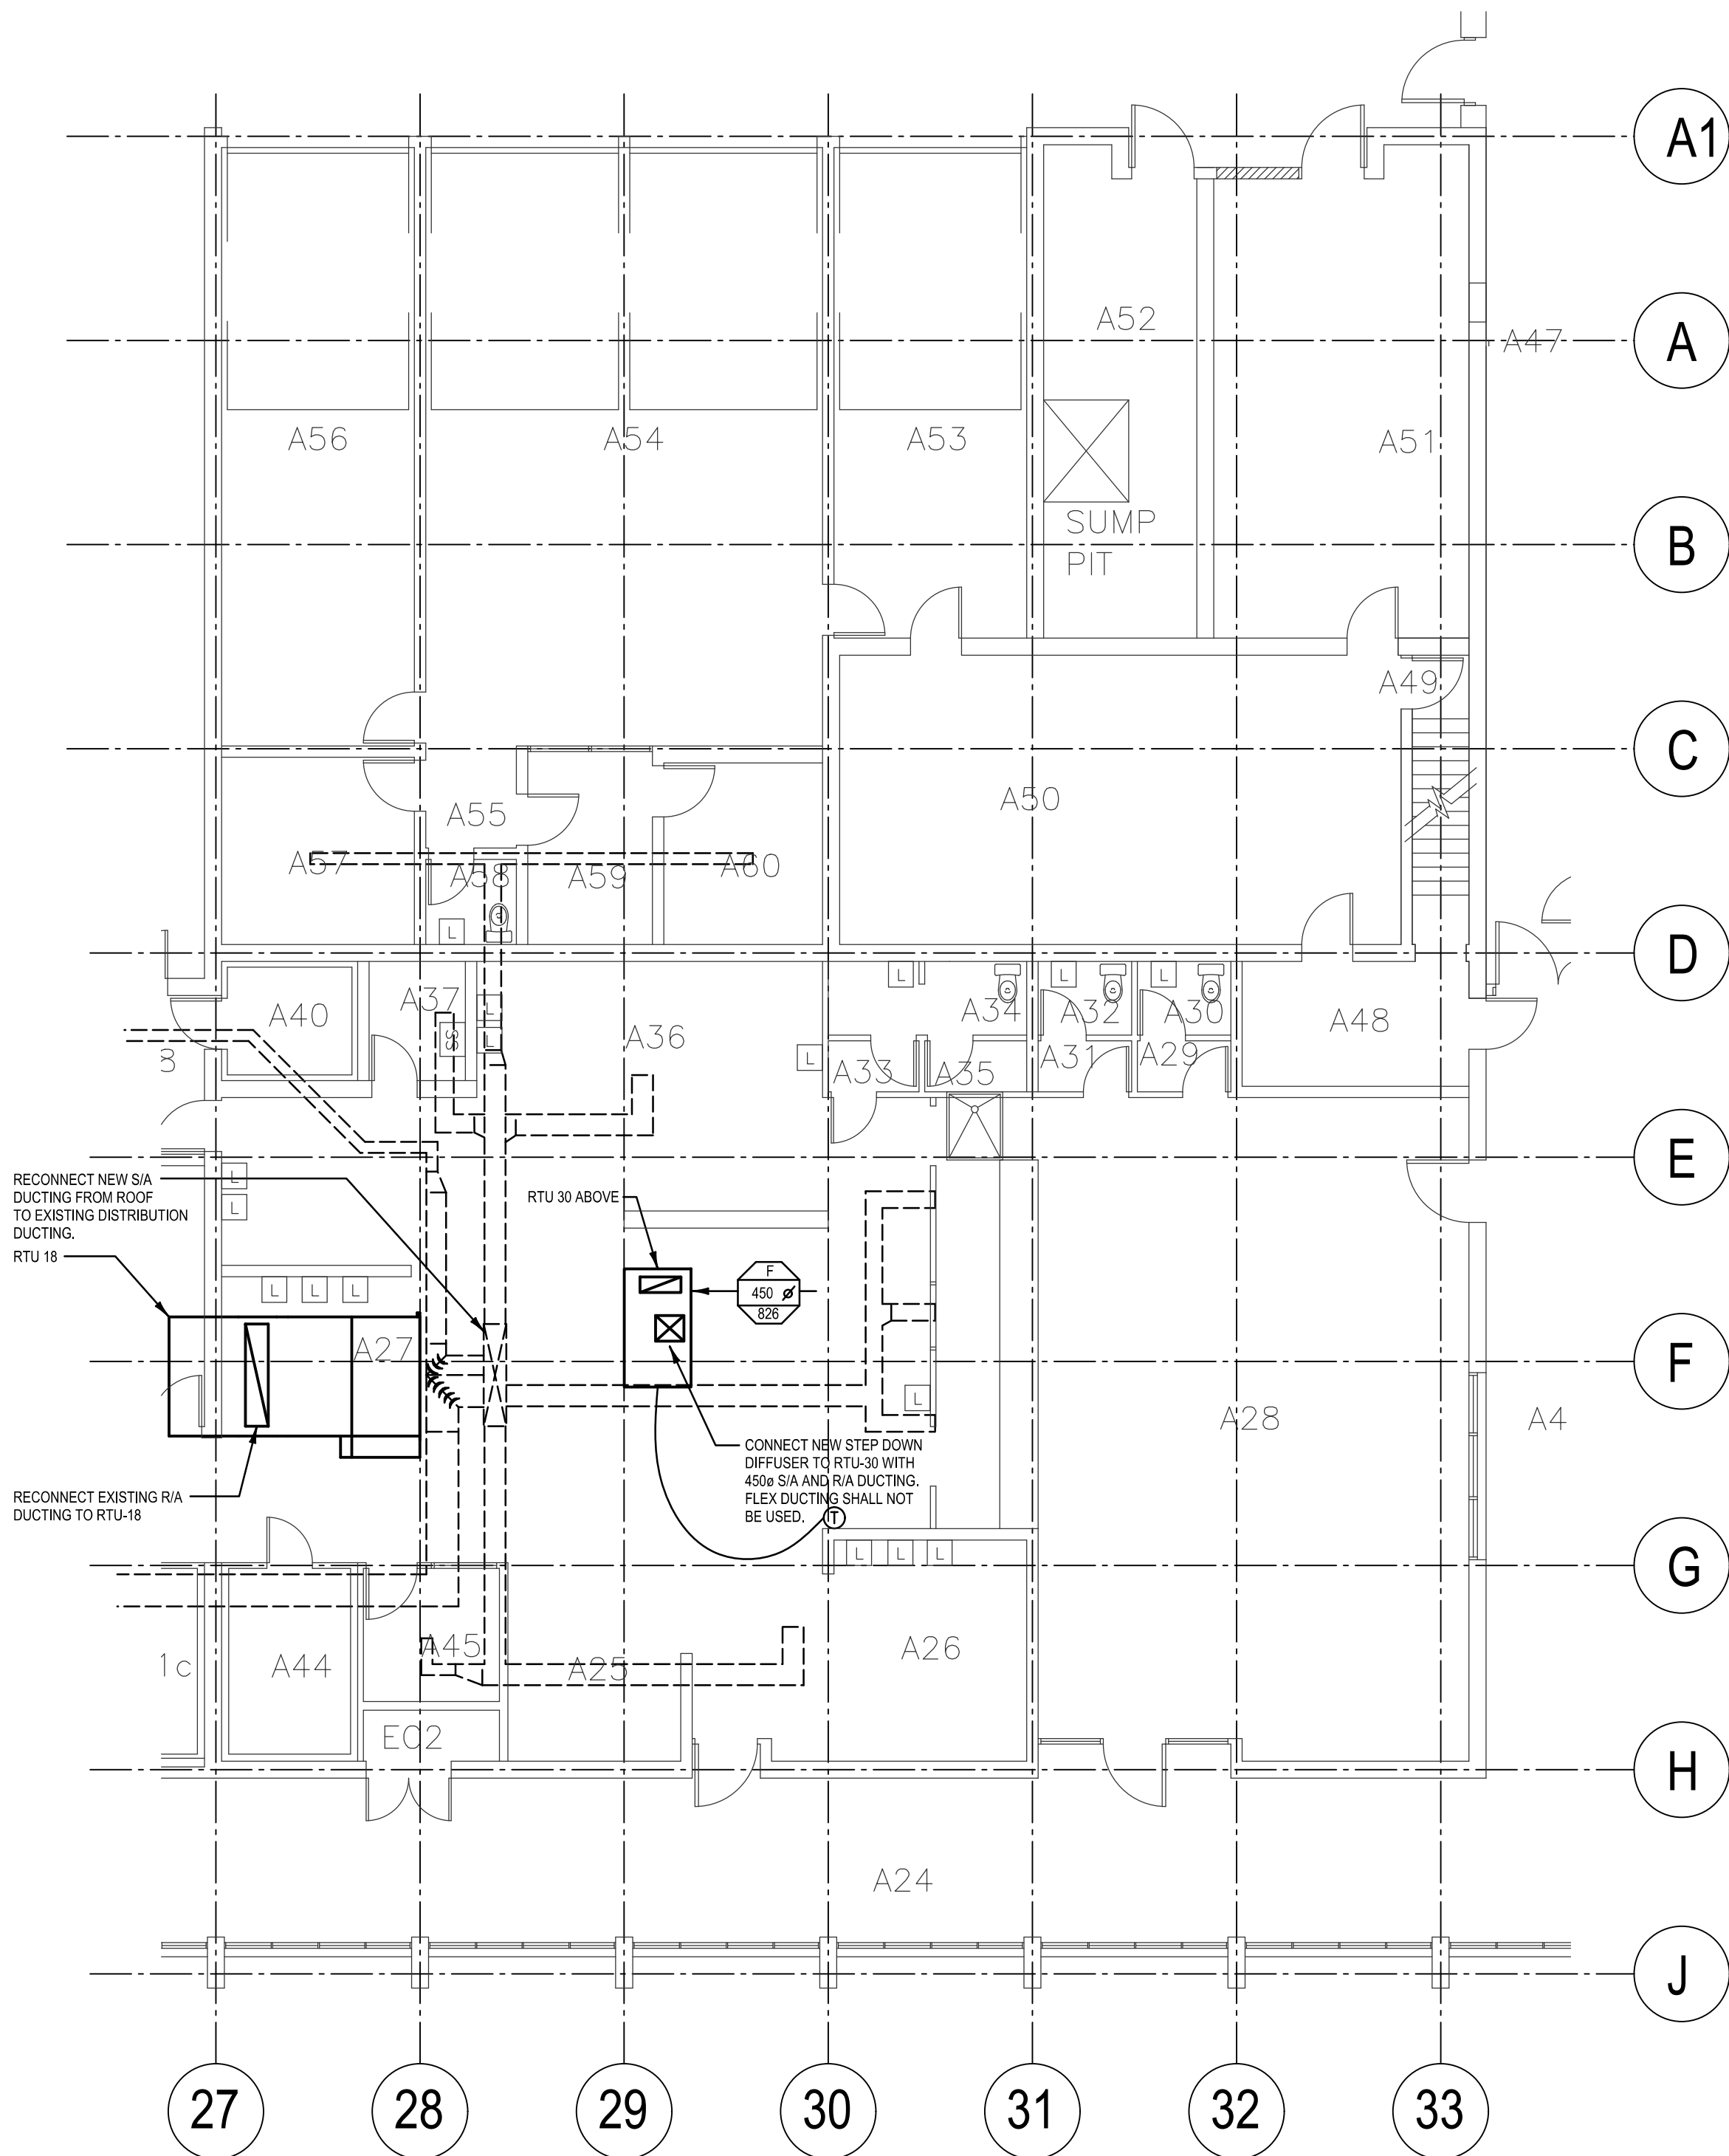 A1
A52
A
A47
A56
A54
A53
A51
SUMP
PIT
B
A49
C
A50
A55
A57
A58
A59
A60
L
D
A40
A37
L
SS
L
A36
L
L
A34
L
A32
L
A30
A48
8
L
A33
A35
A31
A29
E
RECONNECT NEW S/A
DUCTING FROM ROOF
TO EXISTING DISTRIBUTION
DUCTING.
L
L
RTU 30 ABOVE
RTU 18
L
L
L
F
450 ø
826
A27
F
L
A28
A4
CONNECT NEW STEP DOWN
DIFFUSER TO RTU-30 WITH
450ø S/A AND R/A DUCTING.
FLEX DUCTING SHALL NOT
BE USED.
T
RECONNECT EXISTING R/A
DUCTING TO RTU-18
L
L
L
G
1c
A44
A45
A25
A26
E02
H
A24
J
27
28
29
30
31
32
33